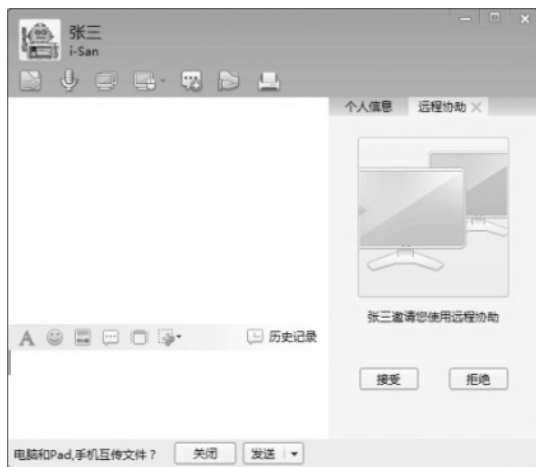 张三
i-San
个人信息 远程协助
张三邀请您使用远程协助
历史记录
接受 拒绝
电脑和Pad,手机互传文件？ 关闭 发送